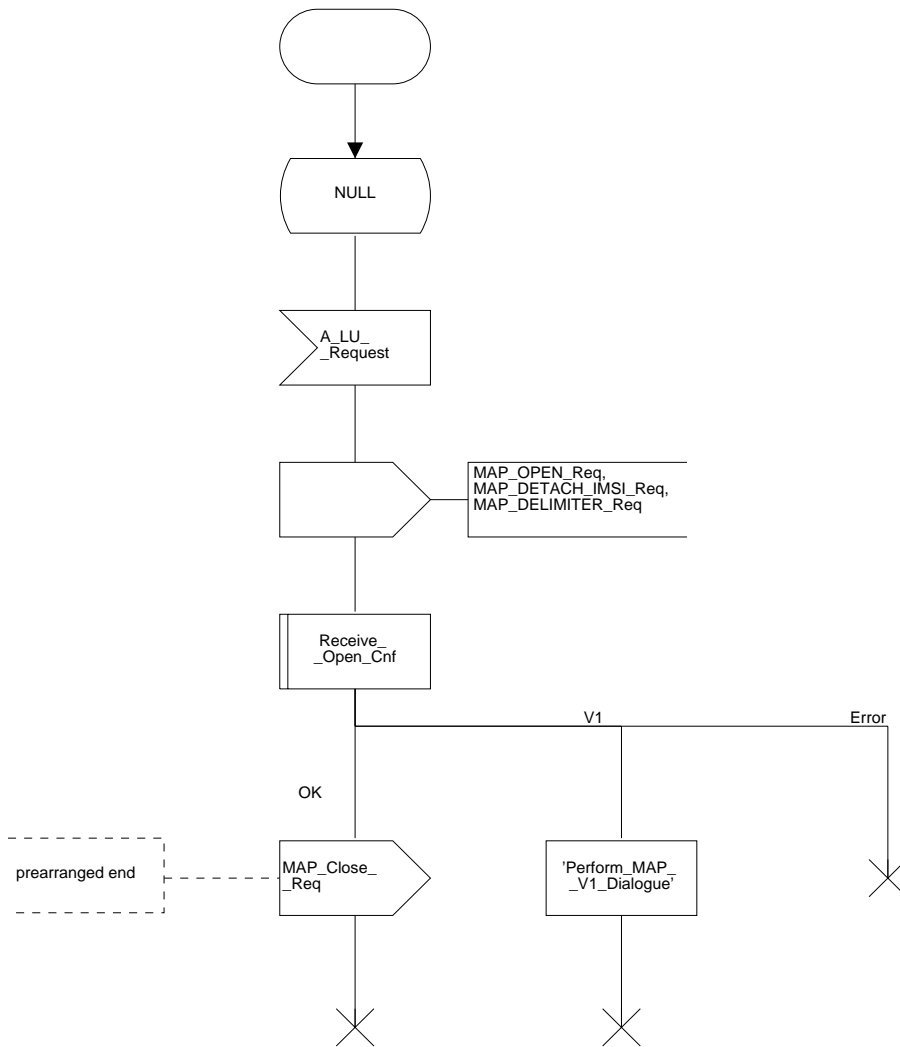 NULL
A_LU_
_Request
MAP_OPEN_Req,
MAP_DETACH_IMSI_Req,
MAP_DELIMITER_Req
Receive_
_Open_Cnf
V1
Error
OK
prearranged end
MAP_Close_
_Req
'Perform_MAP_
_V1_Dialogue'